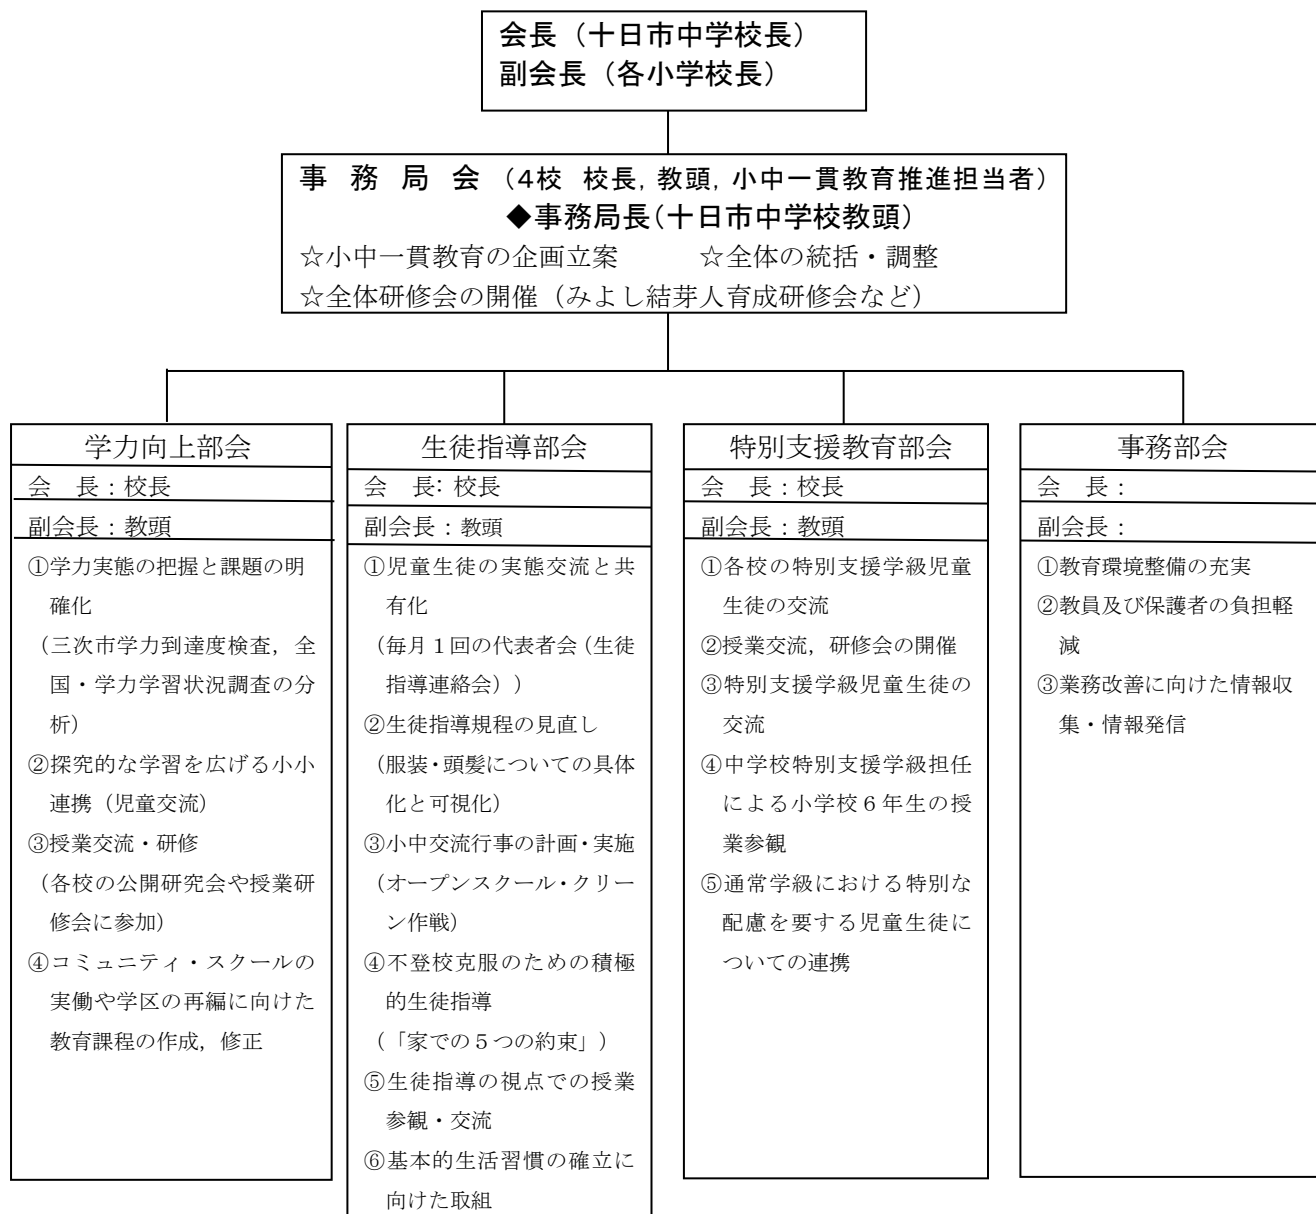 会長（十日市中学校長）
副会長（各小学校長）
事　務　局　会　（4校　校長，教頭，小中一貫教育推進担当者）
◆事務局長（十日市中学校教頭）
☆小中一貫教育の企画立案　　　☆全体の統括・調整
☆全体研修会の開催（みよし結芽人育成研修会など）
学力向上部会
会　長：校長
副会長：教頭
①学力実態の把握と課題の明
確化
（三次市学力到達度検査，全
国・学力学習状況調査の分
析）
②探究的な学習を広げる小小
連携（児童交流）
③授業交流・研修
（各校の公開研究会や授業研
修会に参加）
④コミュニティ・スクールの
実働や学区の再編に向けた
教育課程の作成，修正
生徒指導部会
会　長：校長
副会長：教頭
①児童生徒の実態交流と共
有化
（毎月１回の代表者会（生徒
指導連絡会））
②生徒指導規程の見直し
（服装・頭髪についての具体
化と可視化）
③小中交流行事の計画・実施
（オープンスクール・クリー
ン作戦）
④不登校克服のための積極
的生徒指導
（「家での５つの約束」）
⑤生徒指導の視点での授業
参観・交流
⑥基本的生活習慣の確立に
向けた取組
特別支援教育部会
会　長：校長
副会長：教頭
①各校の特別支援学級児童
生徒の交流
②授業交流，研修会の開催
③特別支援学級児童生徒の
交流
④中学校特別支援学級担任
による小学校６年生の授
業参観
⑤通常学級における特別な
配慮を要する児童生徒に
ついての連携
事務部会
会　長：
副会長：
①教育環境整備の充実
②教員及び保護者の負担軽
減
③業務改善に向けた情報収
集・情報発信